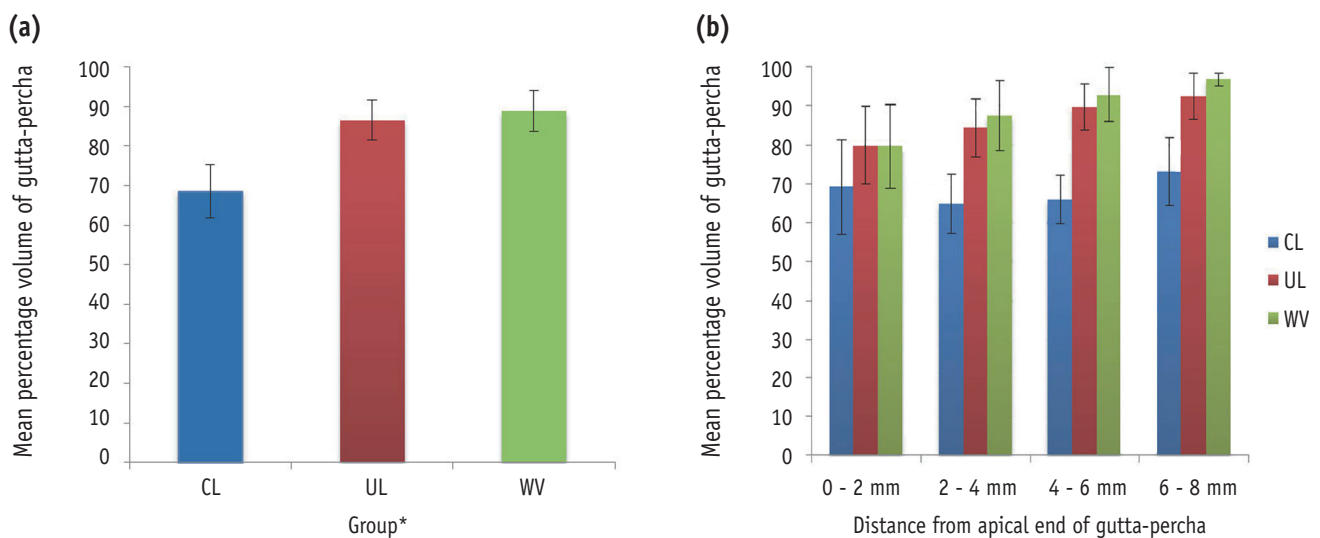 (a)
Mean percentage volume of gutta-percha
100
90
80
70
60
50
40
30
20
10
0
CL UL WV
Group*
(b)
Mean percentage volume of gutta-percha
100
90
80
70
60
50
40
30
20
10
0
0 - 2 mm 2 - 4 mm 4 - 6 mm 6 - 8 mm
Distance from apical end of gutta-percha
CL
UL
WV